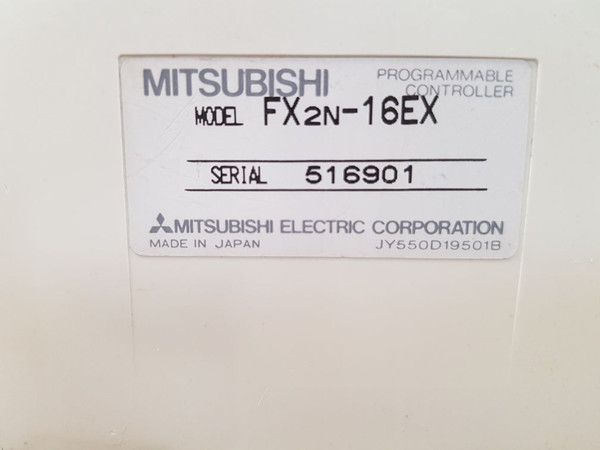 MITSUBISHI
PROGRAMMABLE
CONTROLLER
MODEL FX2N-16EX
SERIAL 516901
MITSUBISHI ELECTRIC CORPORATION
MADE IN JAPAN JY550D19501B